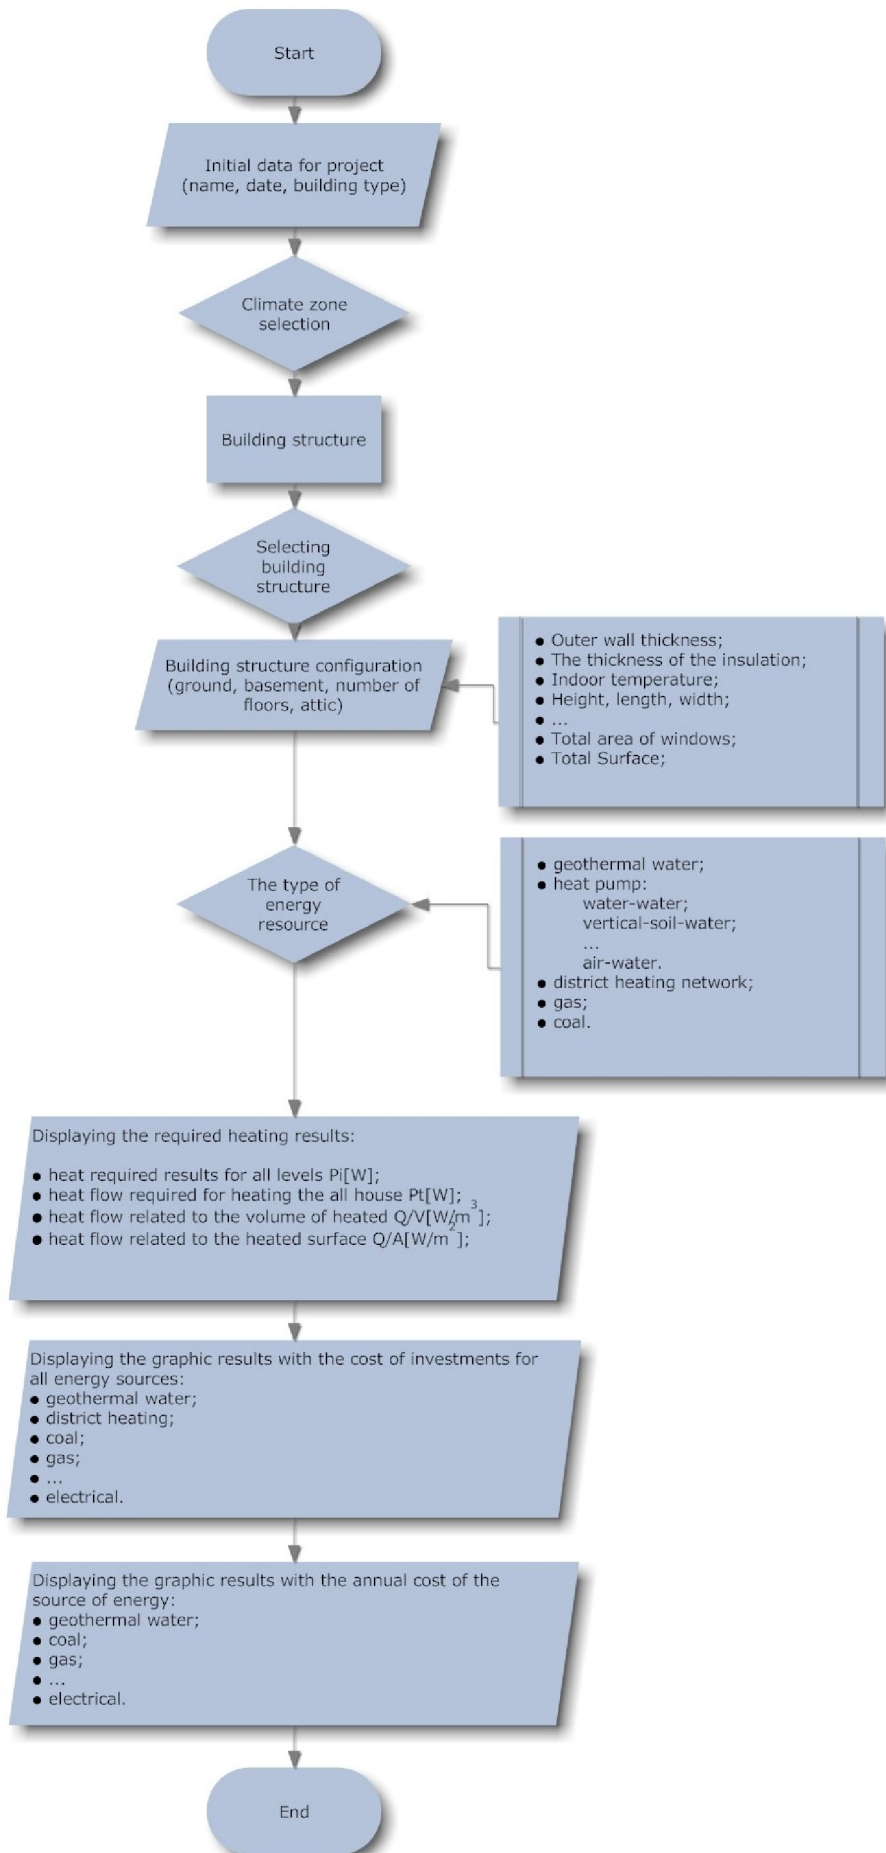 Start
Initial data for project
(name, date, building type)
Climate zone
selection
Building structure
Selecting
building
structure
Building structure configuration
(ground, basement, number of
floors, attic)
● Outer wall thickness;
● The thickness of the insulation;
● Indoor temperature;
● Height, length, width;
● ...
● Total area of windows;
● Total Surface;
The type of
energy
resource
● geothermal water;
● heat pump:
water-water;
vertical-soil-water;
...
air-water.
● district heating network;
● gas;
● coal.
Displaying the required heating results:
● heat required results for all levels Pi[W];
● heat flow required for heating the all house Pt[W];
● heat flow related to the volume of heated Q/V[W/m³];
● heat flow related to the heated surface Q/A[W/m²];
Displaying the graphic results with the cost of investments for
all energy sources:
● geothermal water;
● district heating;
● coal;
● gas;
● ...
● electrical.
Displaying the graphic results with the annual cost of the
source of energy:
● geothermal water;
● coal;
● gas;
● ...
● electrical.
End